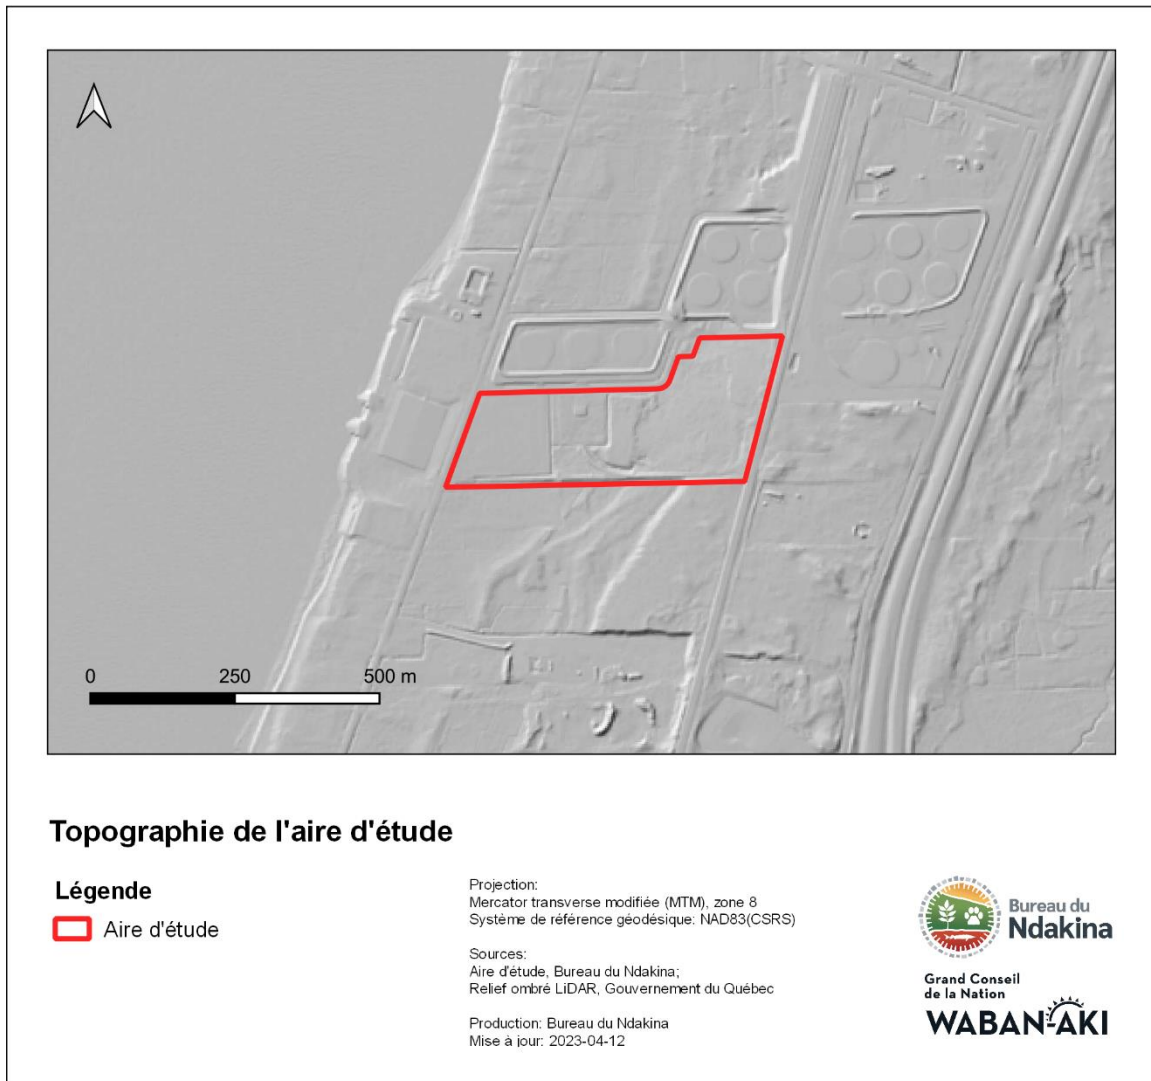 0 250 500 m
Topographie de l'aire d'étude
Légende
Aire d'étude
Projection:
Mercator transverse modifiée (MTM), zone 8
Système de référence géodésique: NAD83(CSRS)
Sources:
Aire d'étude, Bureau du Ndakina;
Relief ombré LiDAR, Gouvernement du Québec
Production: Bureau du Ndakina
Mise à jour: 2023-04-12
Bureau du
Ndakina
Grand Conseil
de la Nation
WABAN-AKI